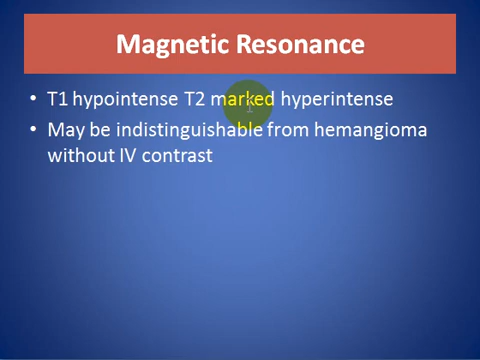 Magnetic Resonance
• T1 hypointense T2 marked hyperintense
• May be indistinguishable from hemangioma
without IV contrast